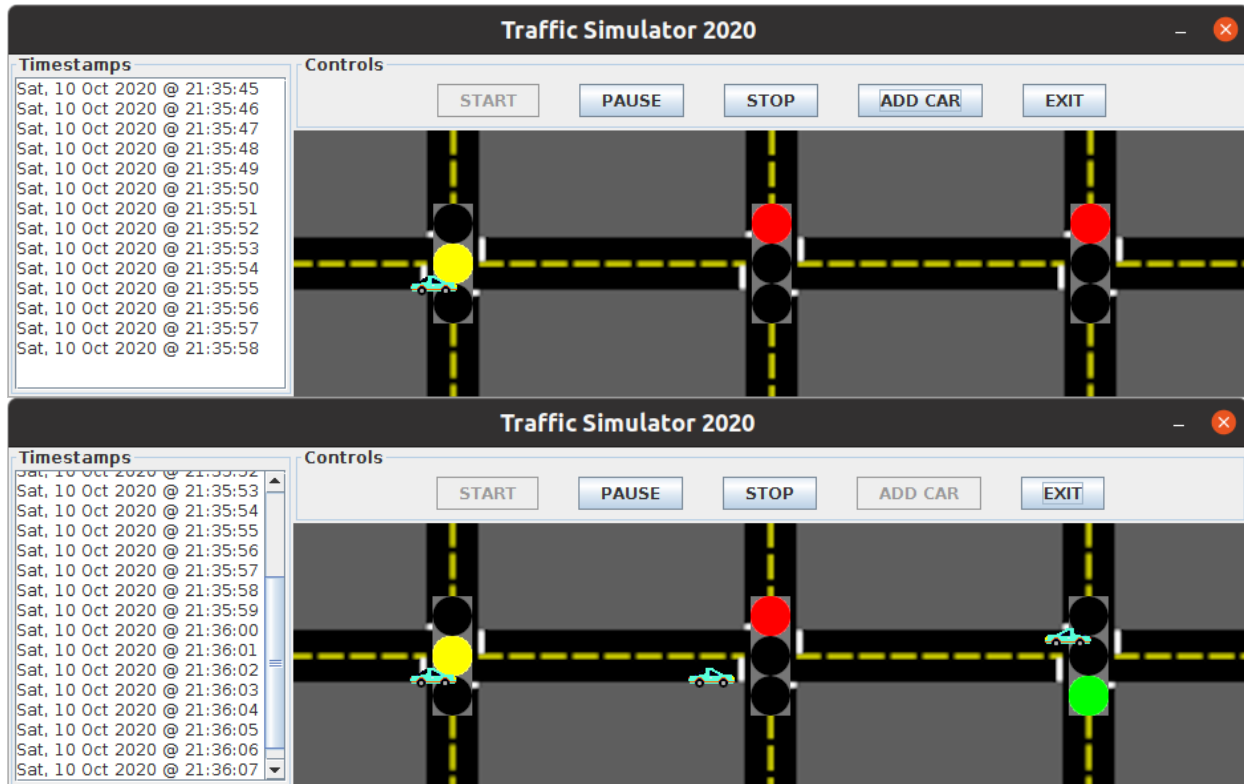 Traffic Simulator 2020
Timestamps
Sat, 10 Oct 2020 @ 21:35:45
Sat, 10 Oct 2020 @ 21:35:46
Sat, 10 Oct 2020 @ 21:35:47
Sat, 10 Oct 2020 @ 21:35:48
Sat, 10 Oct 2020 @ 21:35:49
Sat, 10 Oct 2020 @ 21:35:50
Sat, 10 Oct 2020 @ 21:35:51
Sat, 10 Oct 2020 @ 21:35:52
Sat, 10 Oct 2020 @ 21:35:53
Sat, 10 Oct 2020 @ 21:35:54
Sat, 10 Oct 2020 @ 21:35:55
Sat, 10 Oct 2020 @ 21:35:56
Sat, 10 Oct 2020 @ 21:35:57
Sat, 10 Oct 2020 @ 21:35:58
Controls
START PAUSE STOP ADD CAR EXIT
Traffic Simulator 2020
Timestamps
Sat, 10 Oct 2020 @ 21:35:52
Sat, 10 Oct 2020 @ 21:35:53
Sat, 10 Oct 2020 @ 21:35:54
Sat, 10 Oct 2020 @ 21:35:55
Sat, 10 Oct 2020 @ 21:35:56
Sat, 10 Oct 2020 @ 21:35:57
Sat, 10 Oct 2020 @ 21:35:58
Sat, 10 Oct 2020 @ 21:35:59
Sat, 10 Oct 2020 @ 21:36:00
Sat, 10 Oct 2020 @ 21:36:01
Sat, 10 Oct 2020 @ 21:36:02
Sat, 10 Oct 2020 @ 21:36:03
Sat, 10 Oct 2020 @ 21:36:04
Sat, 10 Oct 2020 @ 21:36:05
Sat, 10 Oct 2020 @ 21:36:06
Sat, 10 Oct 2020 @ 21:36:07
Controls
START PAUSE STOP ADD CAR EXIT